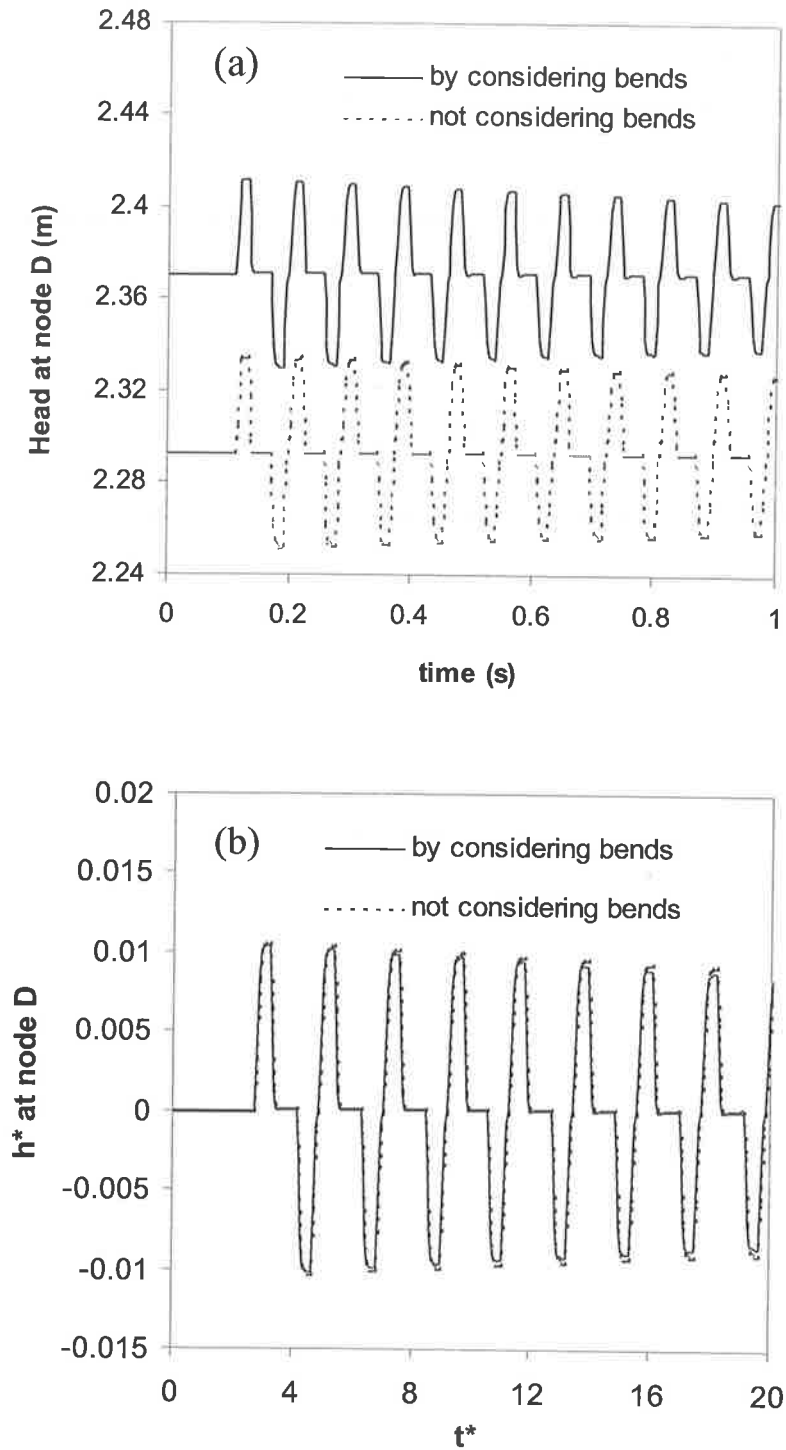 2.48
(a)
by considering bends
not considering bends
2.44
2.4
2.36
2.32
2.28
2.24
Head at node D (m)
0 0.2 0.4 0.6 0.8 1
time (s)
0.02
(b)
by considering bends
not considering bends
0.015
0.01
0.005
0
-0.005
-0.01
-0.015
h* at node D
0 4 8 12 16 20
t*